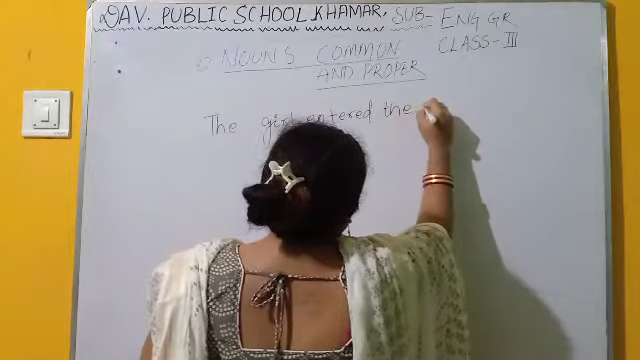 DAV. PUBLIC SCHOOL KHAMAR, SUB- ENG GR
CLASS-III
NOUNS COMMON
AND PROPER
The girl entered the